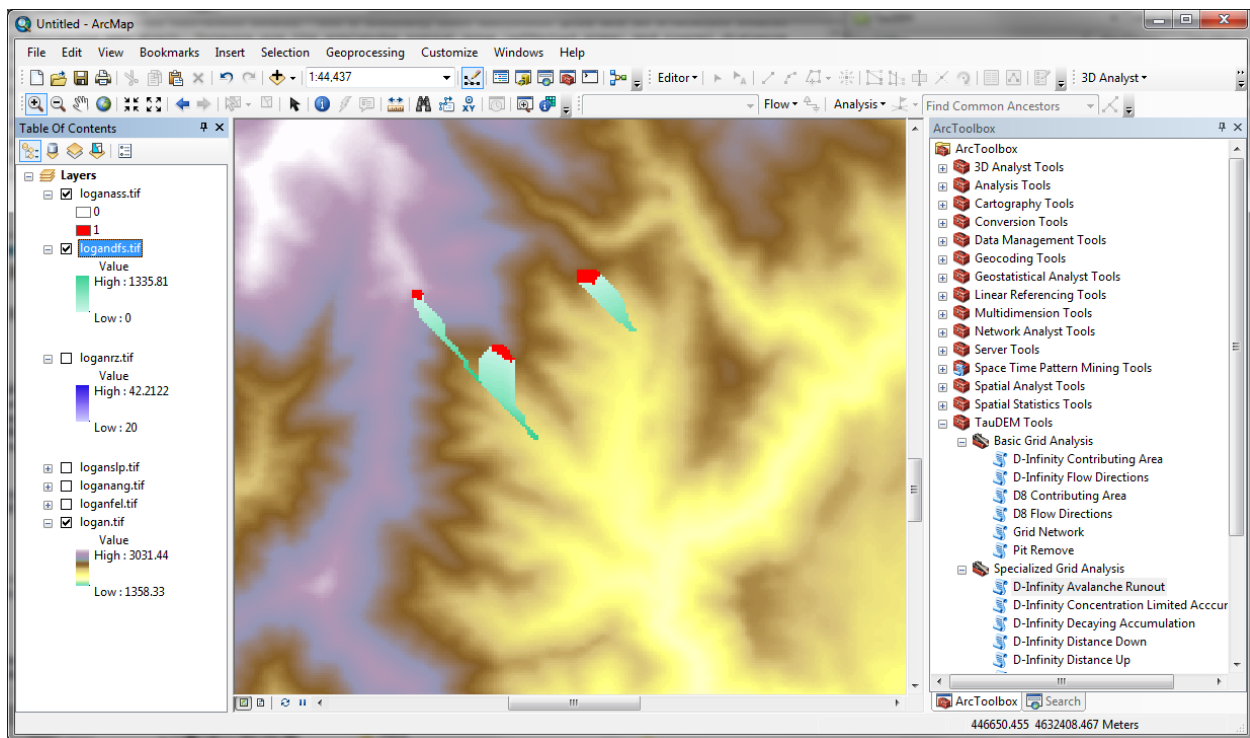 Untitled - ArcMap
File Edit View Bookmarks Insert Selection Geoprocessing Customize Windows Help
1:44,437 Editor 3D Analyst
Flow Analysis Find Common Ancestors
Table Of Contents
Layers
loganass.tif
0
1
logandfs.tif
Value
High : 1335.81
Low : 0
loganrz.tif
Value
High : 42.2122
Low : 20
loganslp.tif
loganang.tif
loganfel.tif
logan.tif
Value
High : 3031.44
Low : 1358.33
ArcToolbox
ArcToolbox
3D Analyst Tools
Analysis Tools
Cartography Tools
Conversion Tools
Data Management Tools
Geocoding Tools
Geostatistical Analyst Tools
Linear Referencing Tools
Multidimension Tools
Network Analyst Tools
Server Tools
Space Time Pattern Mining Tools
Spatial Analyst Tools
Spatial Statistics Tools
TauDEM Tools
Basic Grid Analysis
D-Infinity Contributing Area
D-Infinity Flow Directions
D8 Contributing Area
D8 Flow Directions
Grid Network
Pit Remove
Specialized Grid Analysis
D-Infinity Avalanche Runout
D-Infinity Concentration Limited Acccur
D-Infinity Decaying Accumulation
D-Infinity Distance Down
D-Infinity Distance Up
ArcToolbox Search
446650.455 4632408.467 Meters